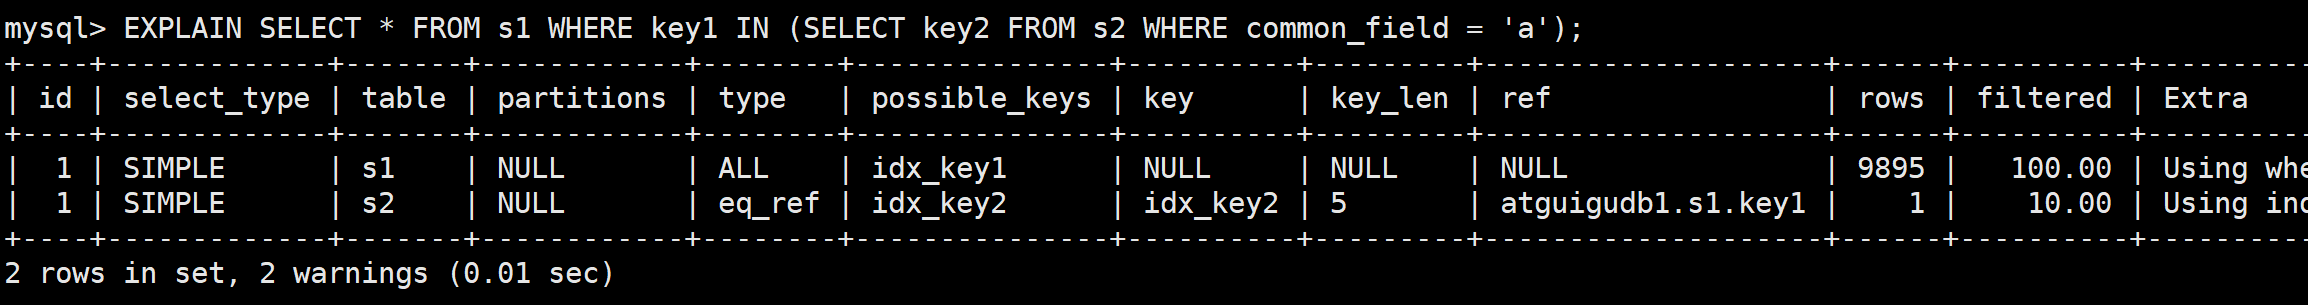 mysql> EXPLAIN SELECT * FROM s1 WHERE key1 IN (SELECT key2 FROM s2 WHERE common_field = 'a');
+----+-------------+-------+------------+--------+---------------+----------+---------+--------------------+------+----------+---------
| id | select_type | table | partitions | type   | possible_keys | key      | key_len | ref                | rows | filtered | Extra
+----+-------------+-------+------------+--------+---------------+----------+---------+--------------------+------+----------+---------
|  1 | SIMPLE      | s1    | NULL       | ALL    | idx_key1      | NULL     | NULL    | NULL               | 9895 |   100.00 | Using whe
|  1 | SIMPLE      | s2    | NULL       | eq_ref | idx_key2      | idx_key2 | 5       | atguigudb1.s1.key1 |    1 |    10.00 | Using ind
+----+-------------+-------+------------+--------+---------------+----------+---------+--------------------+------+----------+---------
2 rows in set, 2 warnings (0.01 sec)